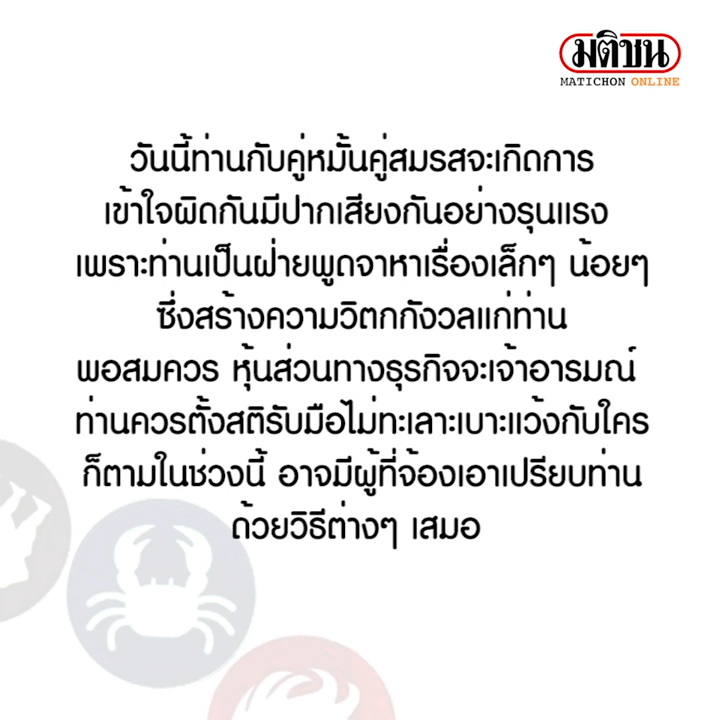 มติชน
MATICHON ONLINE
วันนี้ท่านกับคู่หมั้นคู่สมรสจะเกิดการ
เข้าใจผิดกันมีปากเสียงกันอย่างรุนแรง
เพราะท่านเป็นฝ่ายพูดจาหาเรื่องเล็กๆ น้อยๆ
ซึ่งสร้างความวิตกกังวลแก่ท่าน
พอสมควร หุ้นส่วนทางธุรกิจจะเจ้าอารมณ์
ท่านควรตั้งสติรับมือไม่ทะเลาะเบาะแว้งกับใคร
ก็ตามในช่วงนี้ อาจมีผู้ที่จ้องเอาเปรียบท่าน
ด้วยวิธีต่างๆ เสมอ